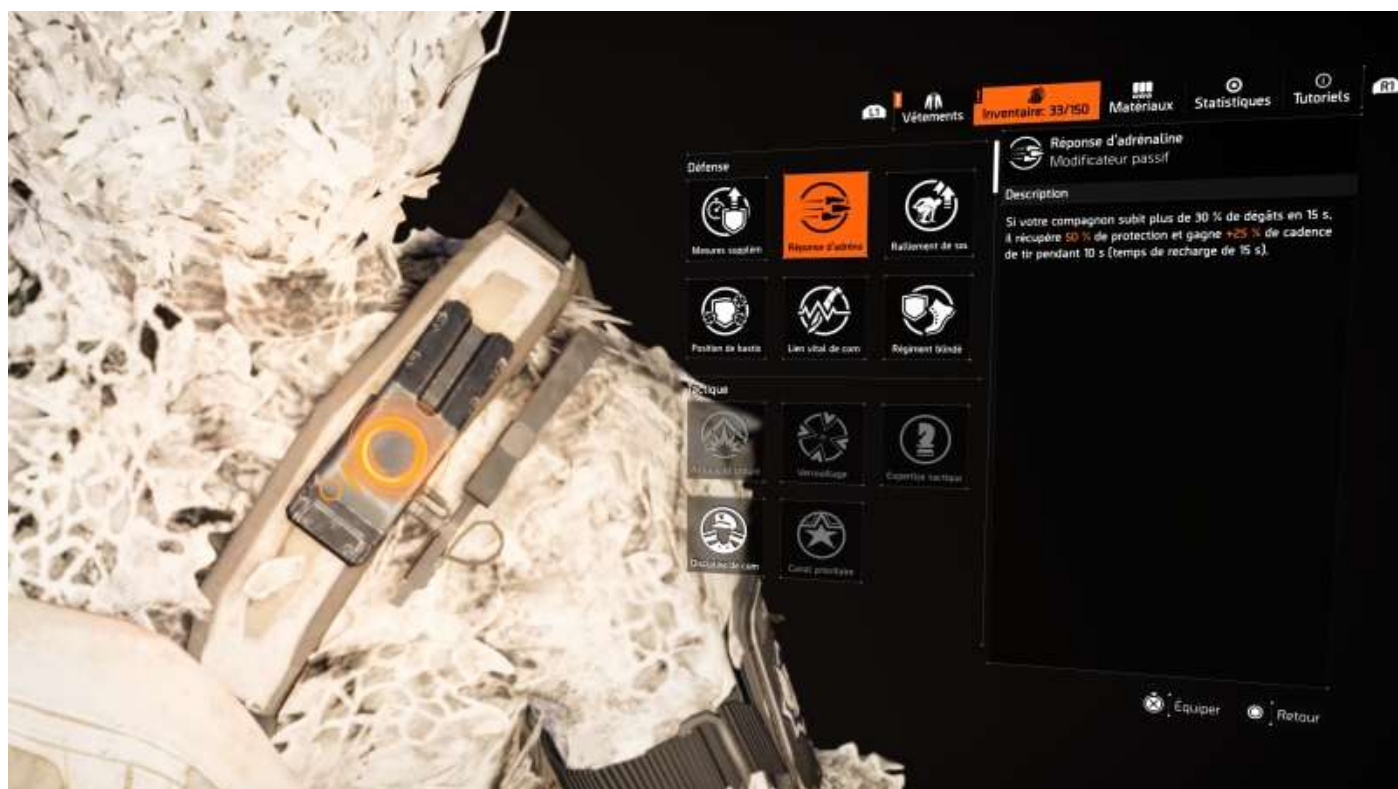 L1
Vêtements
Inventaire: 33/150
Matériaux
Statistiques
Tutoriels
R1
Défense
Mesures supplém
Réponse d'adréna
Ralliement de sos
Position de bastio
Lien vital de com
Régiment blindé
Verrouillage
Expertise tactique
Discipline de com
Canal prioritaire
Réponse d'adrénaline
Modificateur passif
Description
Si votre compagnon subit plus de 30 % de dégâts en 15 s,
il récupère 50 % de protection et gagne +25 % de cadence
de tir pendant 10 s (temps de recharge de 15 s).
Équiper
Retour